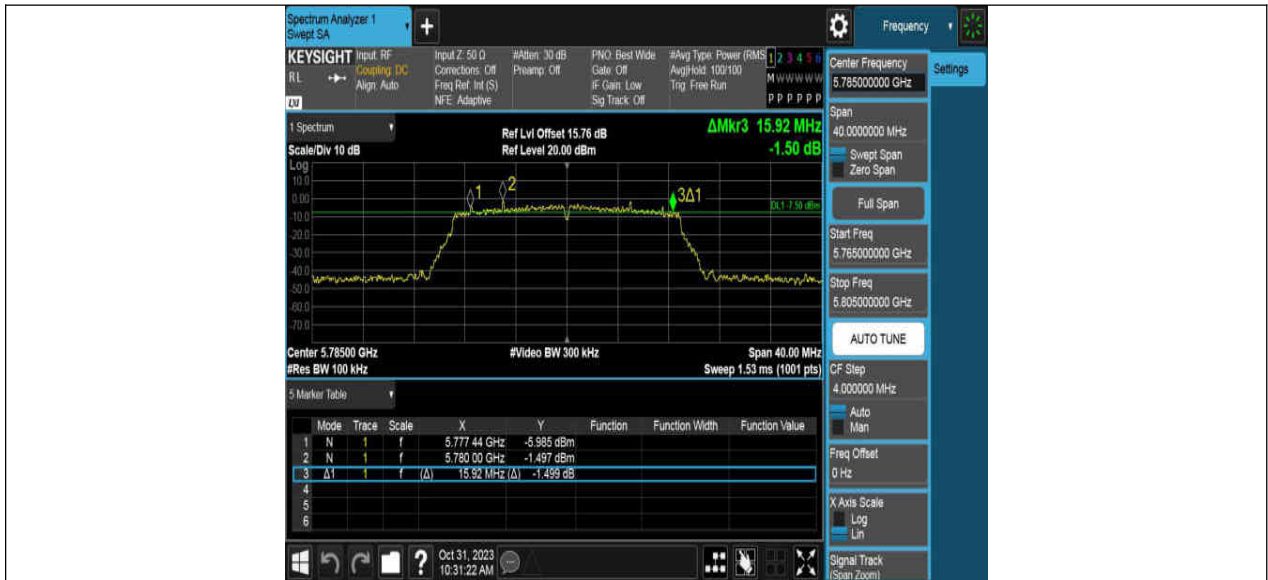 Spectrum Analyzer 1
Swept SA
+
Frequency
KEYSIGHT
RL
Input: RF
Coupling: DC
Align: Auto
Input Z: 50 Ω
Corrections: Off
Freq Ref: Int (S)
NFE: Adaptive
#Atten: 30 dB
Preamp: Off
PNO: Best Wide
Gate: Off
IF Gain: Low
Sig Track: Off
#Avg Type: Power (RMS
Avg|Hold: 100/100
Trig: Free Run
1 2 3 4 5 6
M W W W W W
P P P P P P
Center Frequency
5.785000000 GHz
Settings
Span
40.0000000 MHz
Swept Span
Zero Span
Full Span
Start Freq
5.765000000 GHz
Stop Freq
5.805000000 GHz
AUTO TUNE
CF Step
4.000000 MHz
Auto
Man
Freq Offset
0 Hz
X Axis Scale
Log
Lin
Signal Track
(Span Zoom)
1 Spectrum
Scale/Div 10 dB
Ref Lvl Offset 15.76 dB
Ref Level 20.00 dBm
ΔMkr3 15.92 MHz
-1.50 dB
Log
10.0
0.00
-10.0
-20.0
-30.0
-40.0
-50.0
-60.0
-70.0
1
2
3Δ1
DL1 -7.50 dBm
Center 5.78500 GHz
#Video BW 300 kHz
Span 40.00 MHz
#Res BW 100 kHz
Sweep 1.53 ms (1001 pts)
5 Marker Table
Mode Trace Scale X Y Function Function Width Function Value
1 N 1 f 5.777 44 GHz -5.985 dBm
2 N 1 f 5.780 00 GHz -1.497 dBm
3 Δ1 1 f (Δ) 15.92 MHz (Δ) -1.499 dB
4
5
6
?
Oct 31, 2023
10:31:22 AM